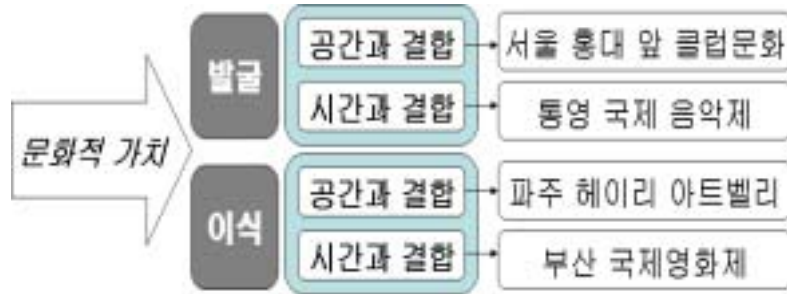 문화적 가치
발굴
공간과 결합
서울 홍대 앞 클럽문화
시간과 결합
통영 국제 음악제
이식
공간과 결합
파주 헤이리 아트벨리
시간과 결합
부산 국제영화제